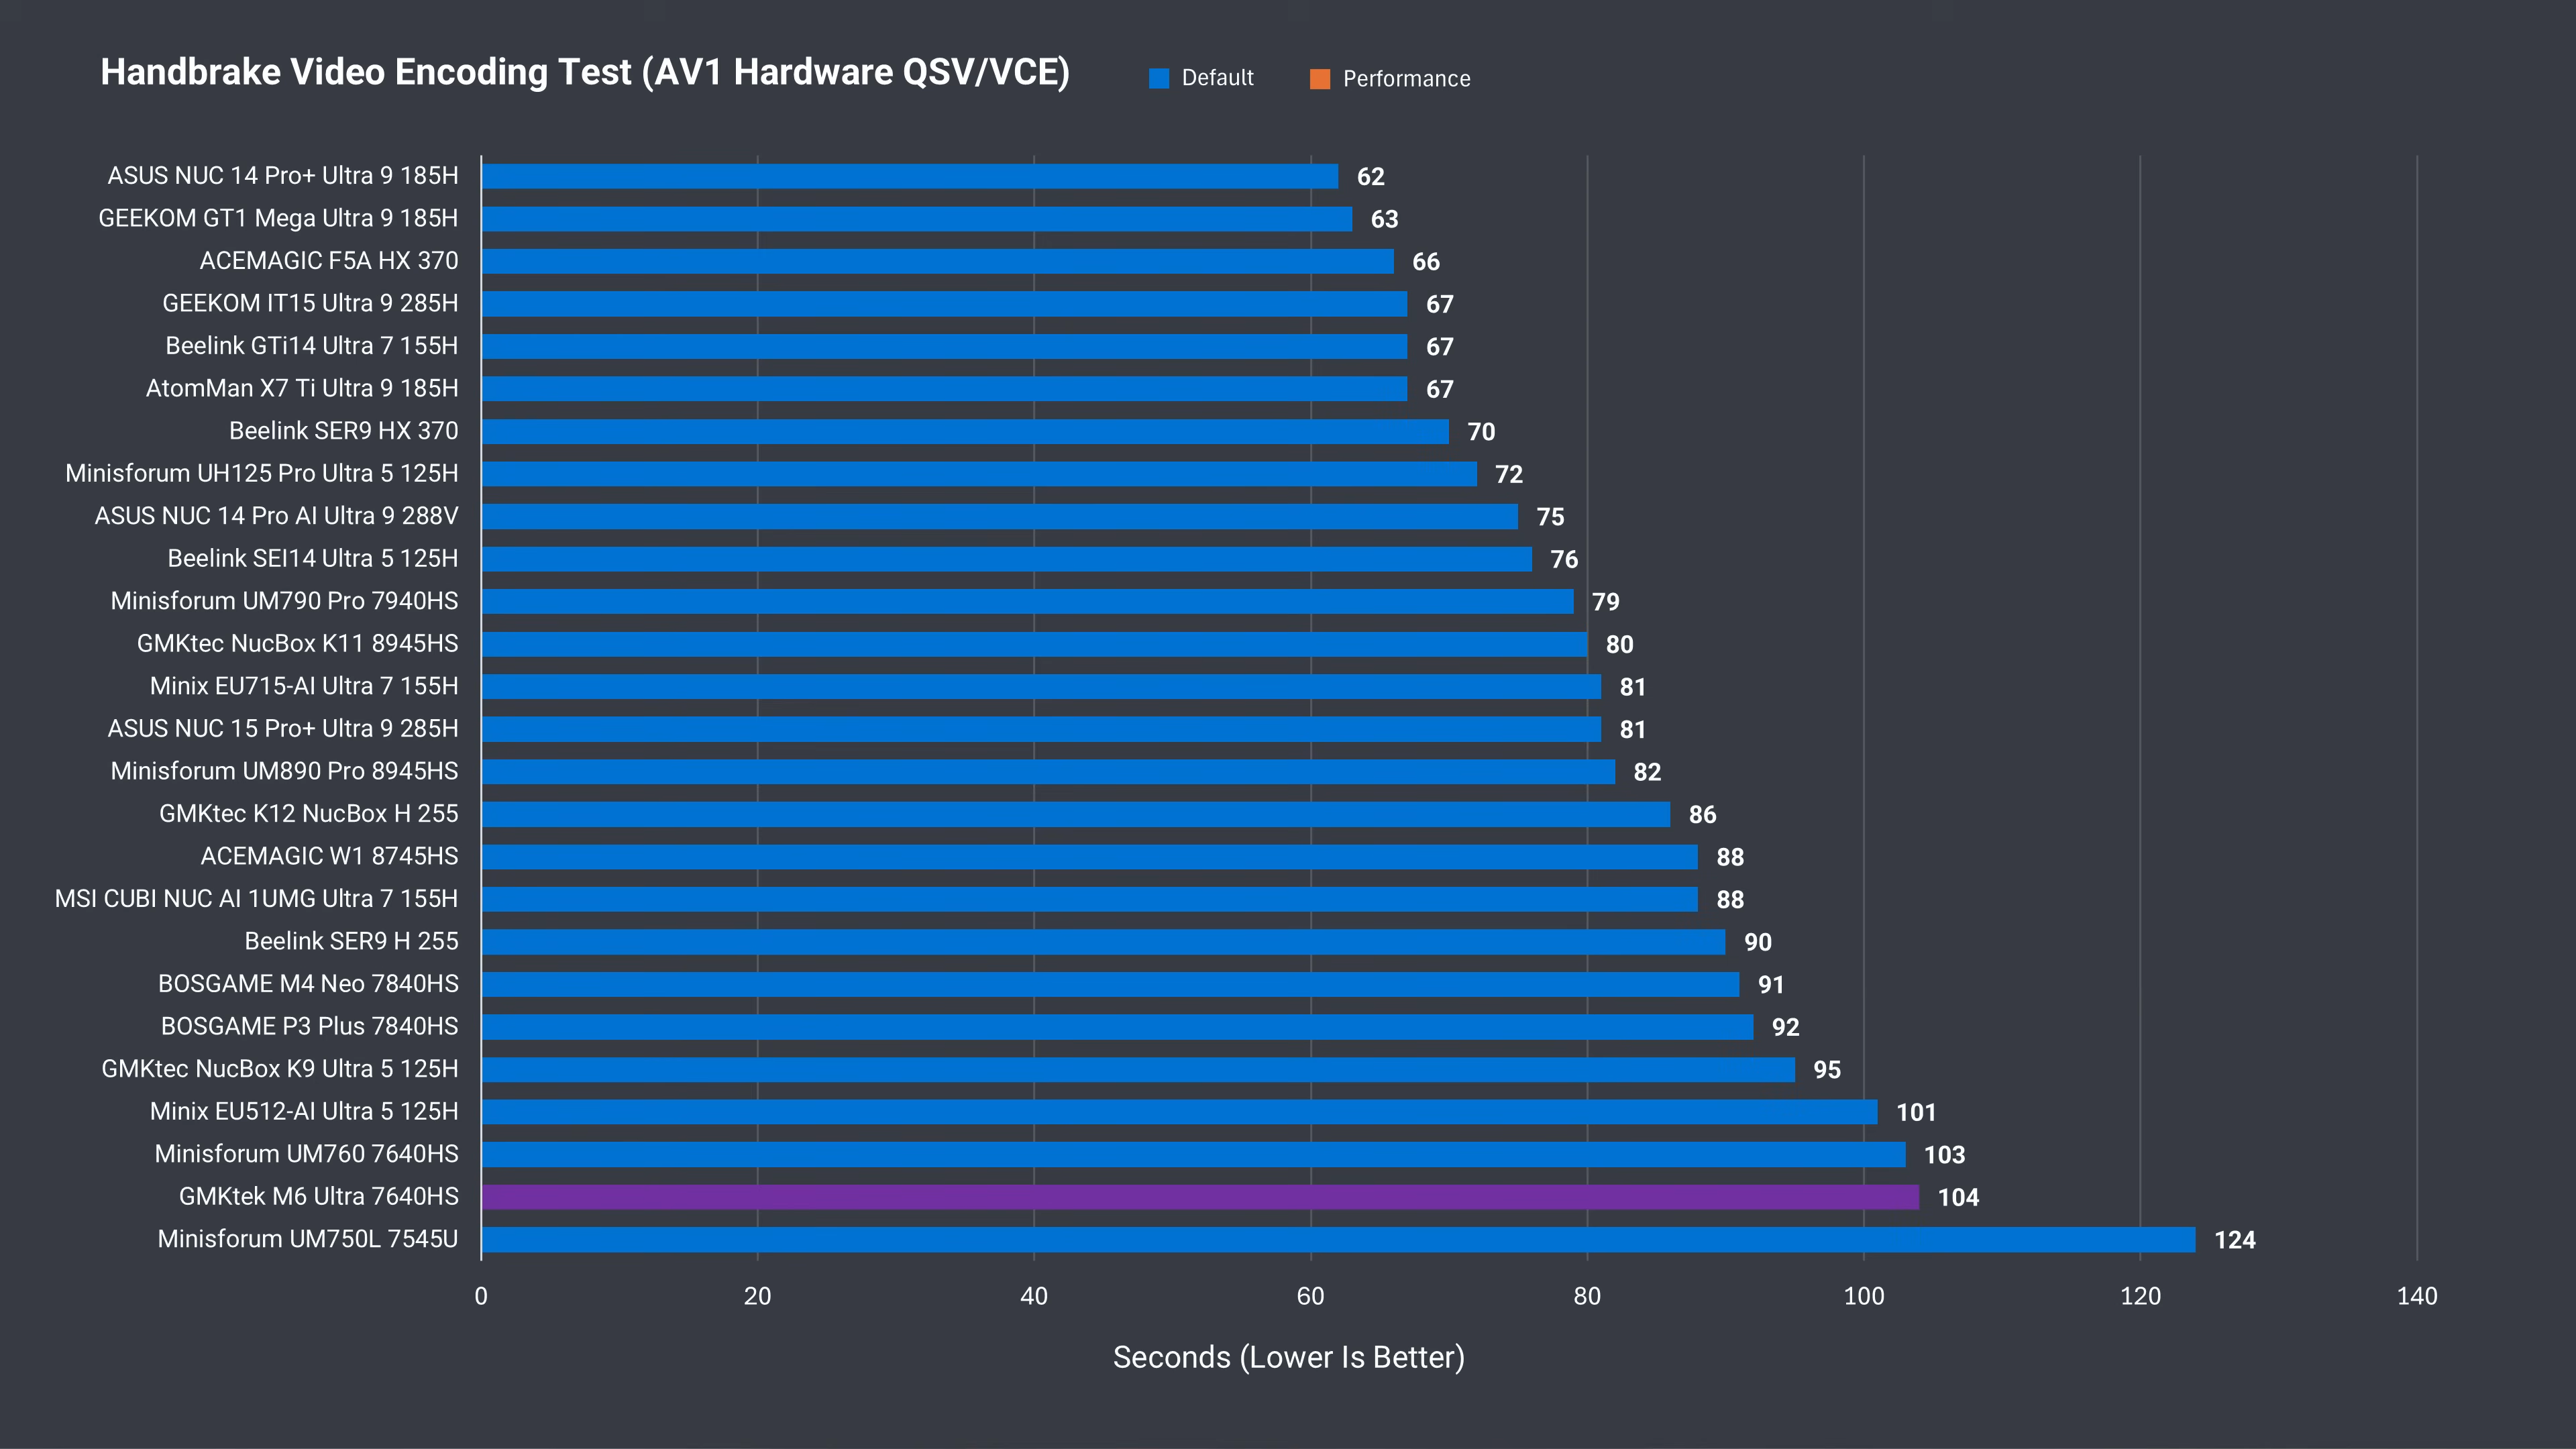 Handbrake Video Encoding Test (AV1 Hardware QSV/VCE)
Default
Performance
ASUS NUC 14 Pro+ Ultra 9 185H 62
GEEKOM GT1 Mega Ultra 9 185H 63
ACEMAGIC F5A HX 370 66
GEEKOM IT15 Ultra 9 285H 67
Beelink GTi14 Ultra 7 155H 67
AtomMan X7 Ti Ultra 9 185H 67
Beelink SER9 HX 370 70
Minisforum UH125 Pro Ultra 5 125H 72
ASUS NUC 14 Pro AI Ultra 9 288V 75
Beelink SEI14 Ultra 5 125H 76
Minisforum UM790 Pro 7940HS 79
GMKtec NucBox K11 8945HS 80
Minix EU715-AI Ultra 7 155H 81
ASUS NUC 15 Pro+ Ultra 9 285H 81
Minisforum UM890 Pro 8945HS 82
GMKtec K12 NucBox H 255 86
ACEMAGIC W1 8745HS 88
MSI CUBI NUC AI 1UMG Ultra 7 155H 88
Beelink SER9 H 255 90
BOSGAME M4 Neo 7840HS 91
BOSGAME P3 Plus 7840HS 92
GMKtec NucBox K9 Ultra 5 125H 95
Minix EU512-AI Ultra 5 125H 101
Minisforum UM760 7640HS 103
GMKtek M6 Ultra 7640HS 104
Minisforum UM750L 7545U 124
0 20 40 60 80 100 120 140
Seconds (Lower Is Better)